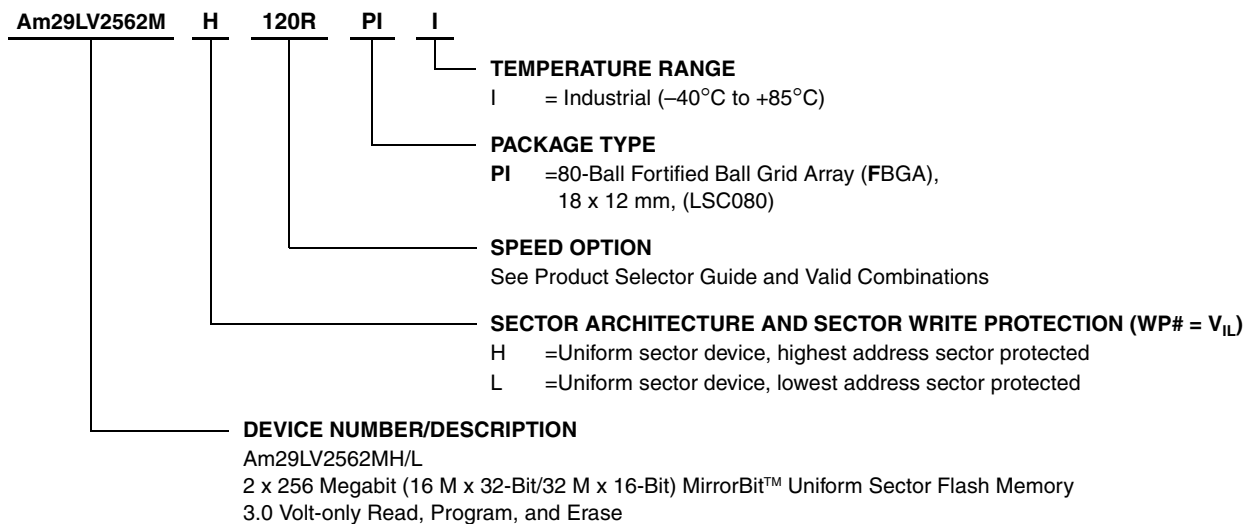 Am29LV2562M H 120R PI I
TEMPERATURE RANGE
I = Industrial (–40°C to +85°C)
PACKAGE TYPE
PI =80-Ball Fortified Ball Grid Array (FBGA),
18 x 12 mm, (LSC080)
SPEED OPTION
See Product Selector Guide and Valid Combinations
SECTOR ARCHITECTURE AND SECTOR WRITE PROTECTION (WP# = VIL)
H =Uniform sector device, highest address sector protected
L =Uniform sector device, lowest address sector protected
DEVICE NUMBER/DESCRIPTION
Am29LV2562MH/L
2 x 256 Megabit (16 M x 32-Bit/32 M x 16-Bit) MirrorBit™ Uniform Sector Flash Memory
3.0 Volt-only Read, Program, and Erase